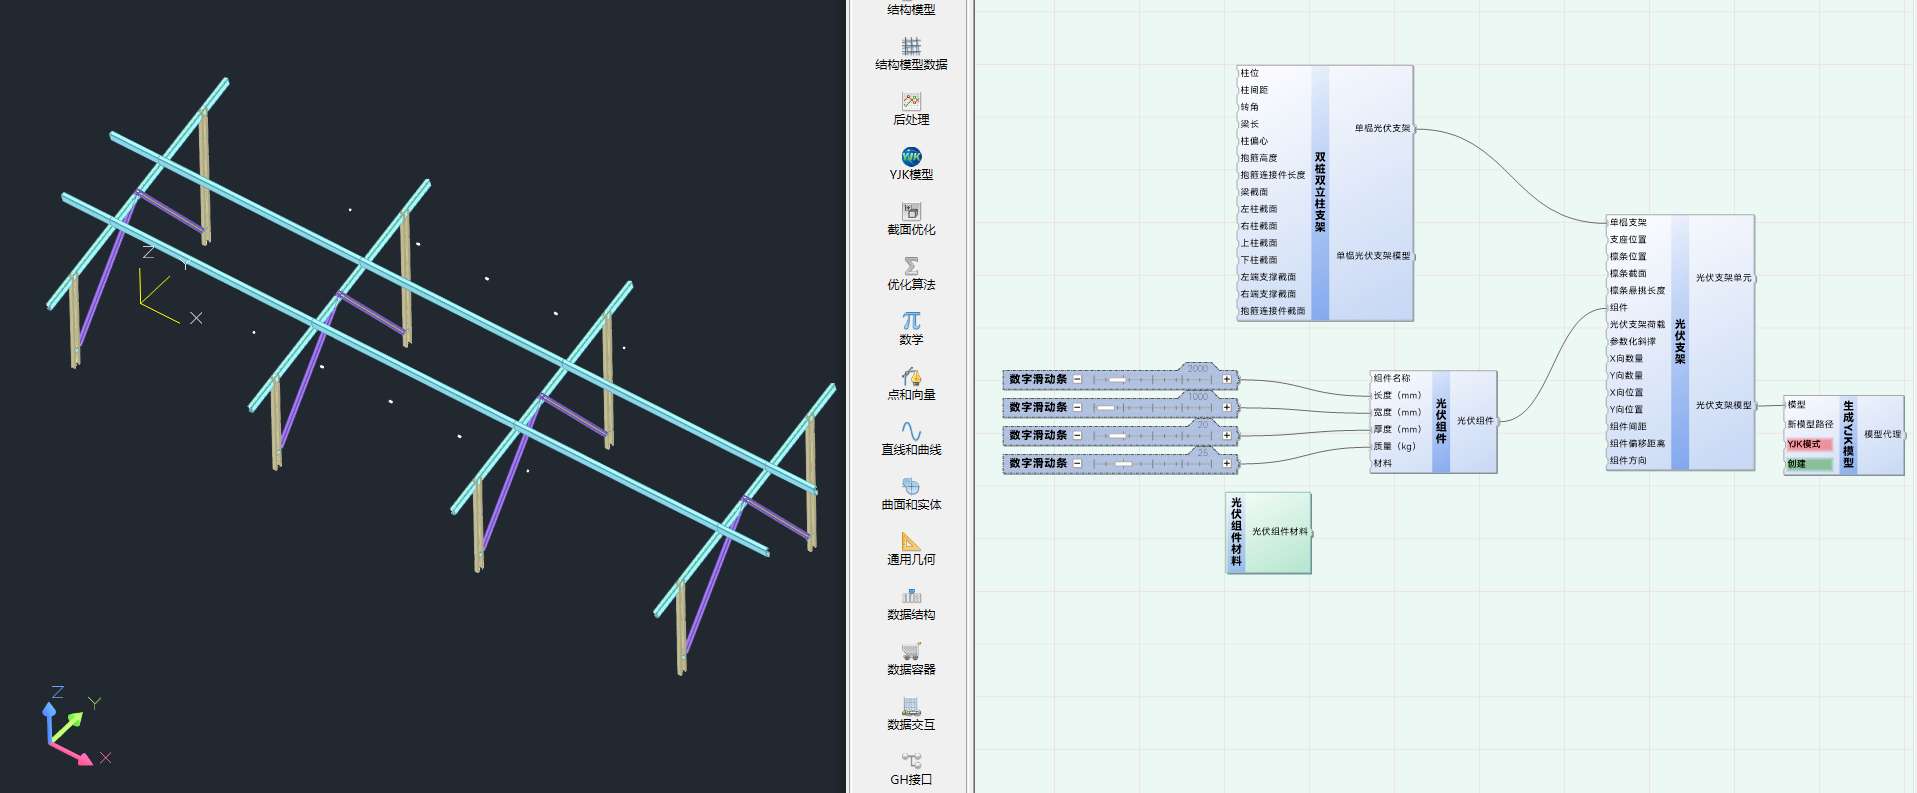 Z
Y
X
Z
Y
X
结构模型
结构模型数据
后处理
YJK
YJK模型
截面优化
优化算法
数学
点和向量
直线和曲线
曲面和实体
通用几何
数据结构
数据容器
数据交互
GH接口
柱位
柱间距
转角
梁长
柱偏心
抱箍高度
抱箍连接件长度
梁截面
左柱截面
右柱截面
上柱截面
下柱截面
左端支撑截面
右端支撑截面
抱箍连接件截面
双桩双立柱支架
单榀光伏支架
单榀光伏支架模型
数字滑动条 2000
数字滑动条 1000
数字滑动条 20
数字滑动条 25
组件名称
长度（mm）
宽度（mm）
厚度（mm）
质量（kg）
材料
光伏组件
光伏组件
光伏组件材料
光伏组件材料
单榀支架
支座位置
檩条位置
檩条截面
檩条悬挑长度
组件
光伏支架荷载
参数化斜撑
X向数量
Y向数量
X向位置
Y向位置
组件间距
组件偏移距离
组件方向
光伏支架
光伏支架单元
光伏支架模型
模型
新模型路径
YJK模式
创建
生成YJK模型
模型代理